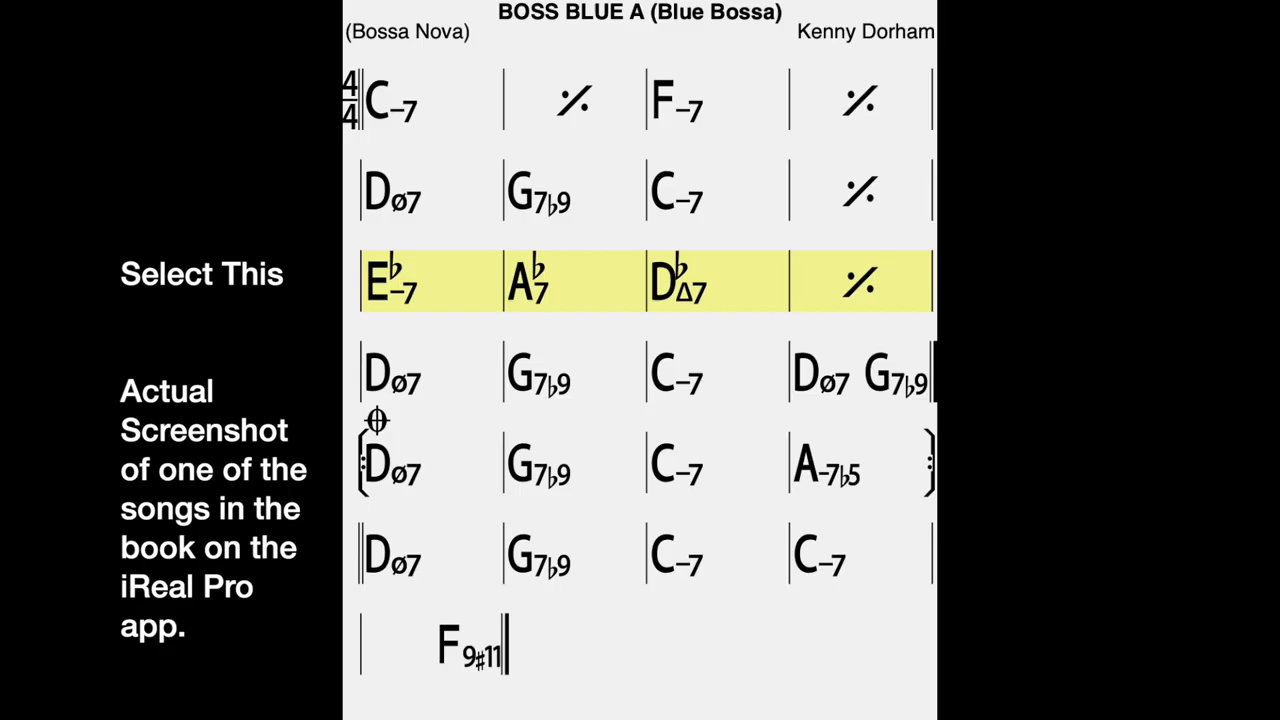 BOSS BLUE A (Blue Bossa)
(Bossa Nova) Kenny Dorham
4/4 C–7 | 𝄎 | F–7 | 𝄎
Dø7 | G7♭9 | C–7 | 𝄎
Select This
E♭–7 | A♭7 | D♭Δ7 | 𝄎
Dø7 | G7♭9 | C–7 | Dø7 G7♭9
Dø7 | G7♭9 | C–7 | A–7♭5
Dø7 | G7♭9 | C–7 | C–7
F9♯11
Actual
Screenshot
of one of the
songs in the
book on the
iReal Pro
app.